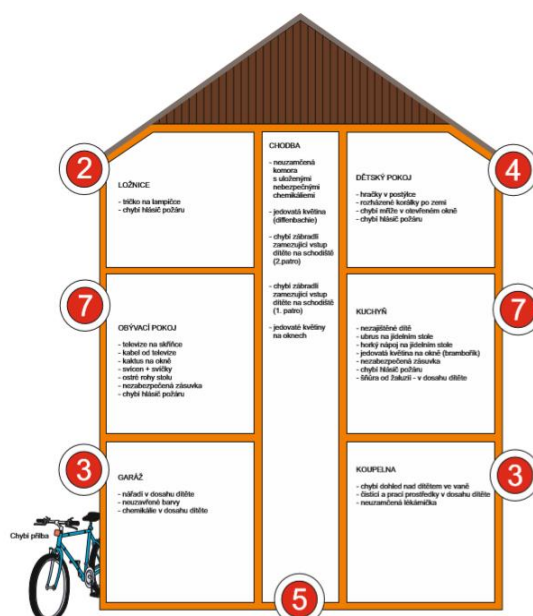 2
LOŽNICE
- tričko na lampičce
- chybí hlásič požáru
CHODBA
- neuzamčená
komora
s uloženými
nebezpečnými
chemikáliemi
- jedovatá květina
(diffenbachie)
- chybí zábradlí
zamezující vstup
dítěte na schodiště
(2.patro)
- chybí zábradlí
zamezující vstup
dítěte na schodiště
(1. patro)
- jedovaté květiny
na oknech
4
DĚTSKÝ POKOJ
- hračky v postýlce
- rozházené korálky po zemi
- chybí mříže v otevřeném okně
- chybí hlásič požáru
7
OBÝVACÍ POKOJ
- televize na skříňce
- kabel od televize
- kaktus na okně
- svícen + svíčky
- ostré rohy stolu
- nezabezpečená zásuvka
- chybí hlásič požáru
7
KUCHYŇ
- nezajištěné dítě
- ubrus na jídelním stole
- horký nápoj na jídelním stole
- jedovatá květina na okně (brambořík)
- nezabezpečená zásuvka
- chybí hlásič požáru
- šňůra od žaluzií - v dosahu dítěte
3
GARÁŽ
- nářadí v dosahu dítěte
- neuzavřené barvy
- chemikálie v dosahu dítěte
3
KOUPELNA
- chybí dohled nad dítětem ve vaně
- čistící a prací prostředky v dosahu dítěte
- neuzamčená lékárnička
Chybí přilba
5